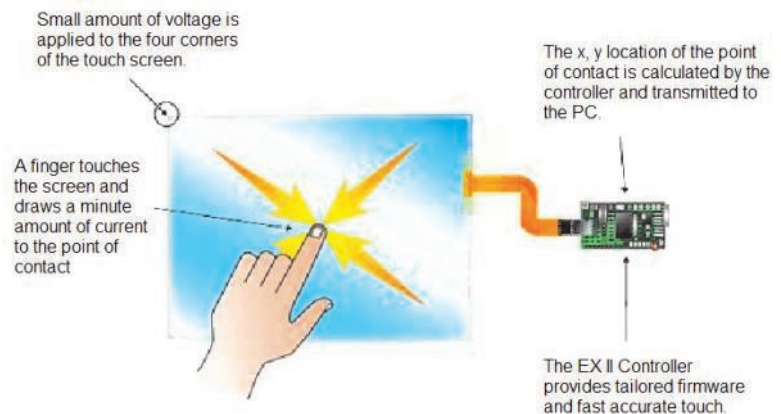 Small amount of voltage is
applied to the four corners
of the touch screen.
The x, y location of the point
of contact is calculated by the
controller and transmitted to
the PC.
A finger touches
the screen and
draws a minute
amount of current
to the point of
contact
The EX II Controller
provides tailored firmware
and fast accurate touch.